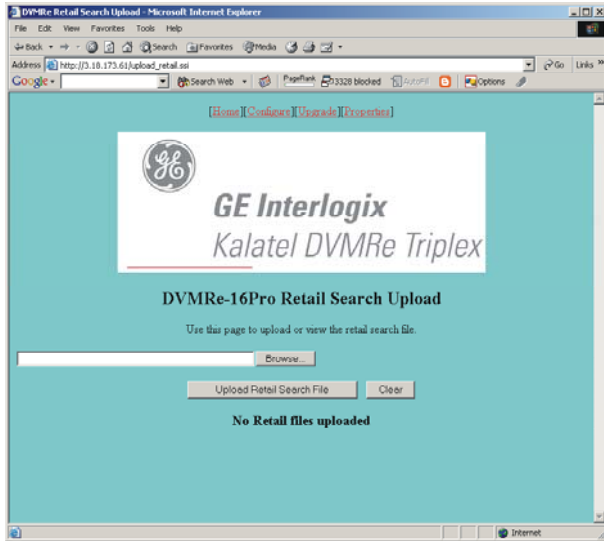 DVMRe Retail Search Upload - Microsoft Internet Explorer
File Edit View Favorites Tools Help
Back Search Favorites Media
Address http://3.18.173.61/upload_retail.ssi Go Links »
Google Search Web PageRank 3328 blocked AutoFill Options
[Home][Configure][Upgrade][Properties]
GE
GE Interlogix
Kalatel DVMRe Triplex
DVMRe-16Pro Retail Search Upload
Use this page to upload or view the retail search file.
Browse...
Upload Retail Search File Clear
No Retail files uploaded
Internet